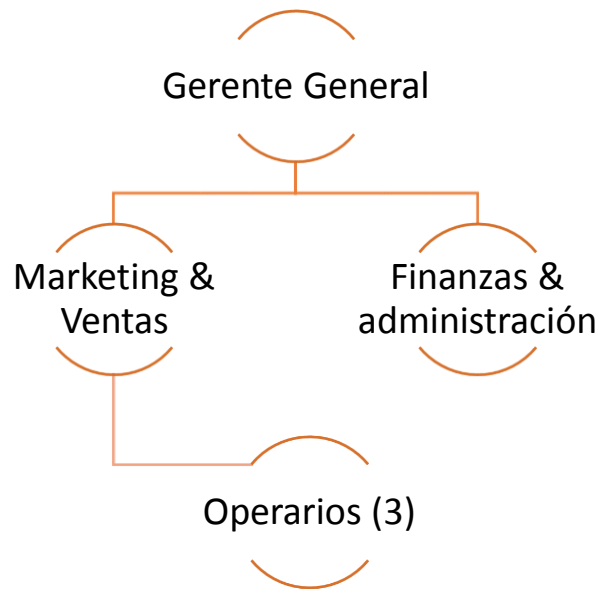 Gerente General
Marketing &
Ventas
Finanzas &
administración
Operarios (3)